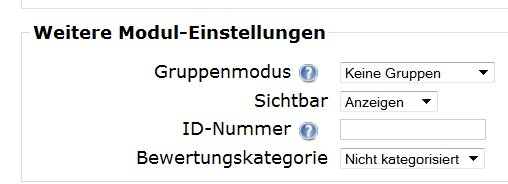 Weitere Modul-Einstellungen
Gruppenmodus Keine Gruppen
Sichtbar Anzeigen
ID-Nummer
Bewertungskategorie Nicht kategorisiert